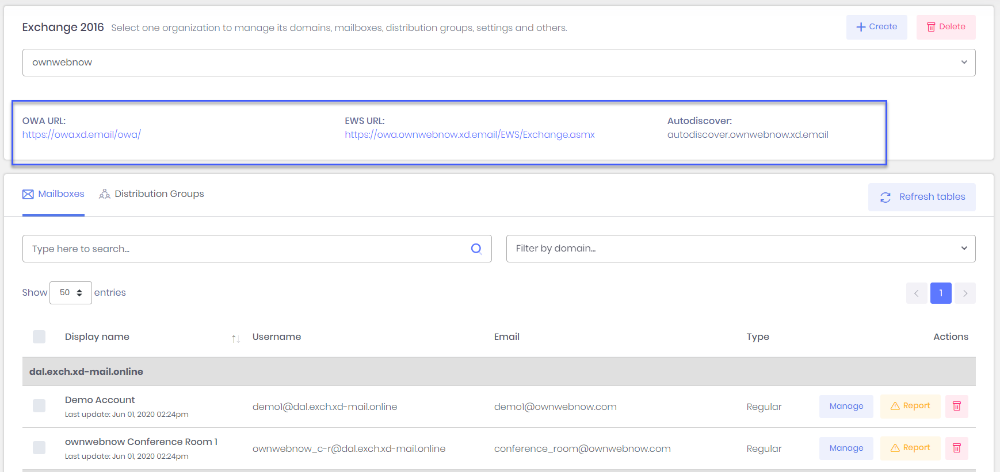 Exchange 2016 Select one organization to manage its domains, mailboxes, distribution groups, settings and others.
Create
Delete
ownwebnow
OWA URL:
https://owa.xd.email/owa/
EWS URL:
https://owa.ownwebnow.xd.email/EWS/Exchange.asmx
Autodiscover:
autodiscover.ownwebnow.xd.email
Mailboxes
Distribution Groups
Refresh tables
Type here to search...
Filter by domain...
Show 50 entries
1
Display name Username Email Type Actions
dal.exch.xd-mail.online
Demo Account
Last update: Jun 01, 2020 02:24pm
demo1@dal.exch.xd-mail.online
demo1@ownwebnow.com
Regular
Manage
Report
ownwebnow Conference Room 1
Last update: Jun 01, 2020 02:24pm
ownwebnow_c-r@dal.exch.xd-mail.online
conference_room@ownwebnow.com
Regular
Manage
Report